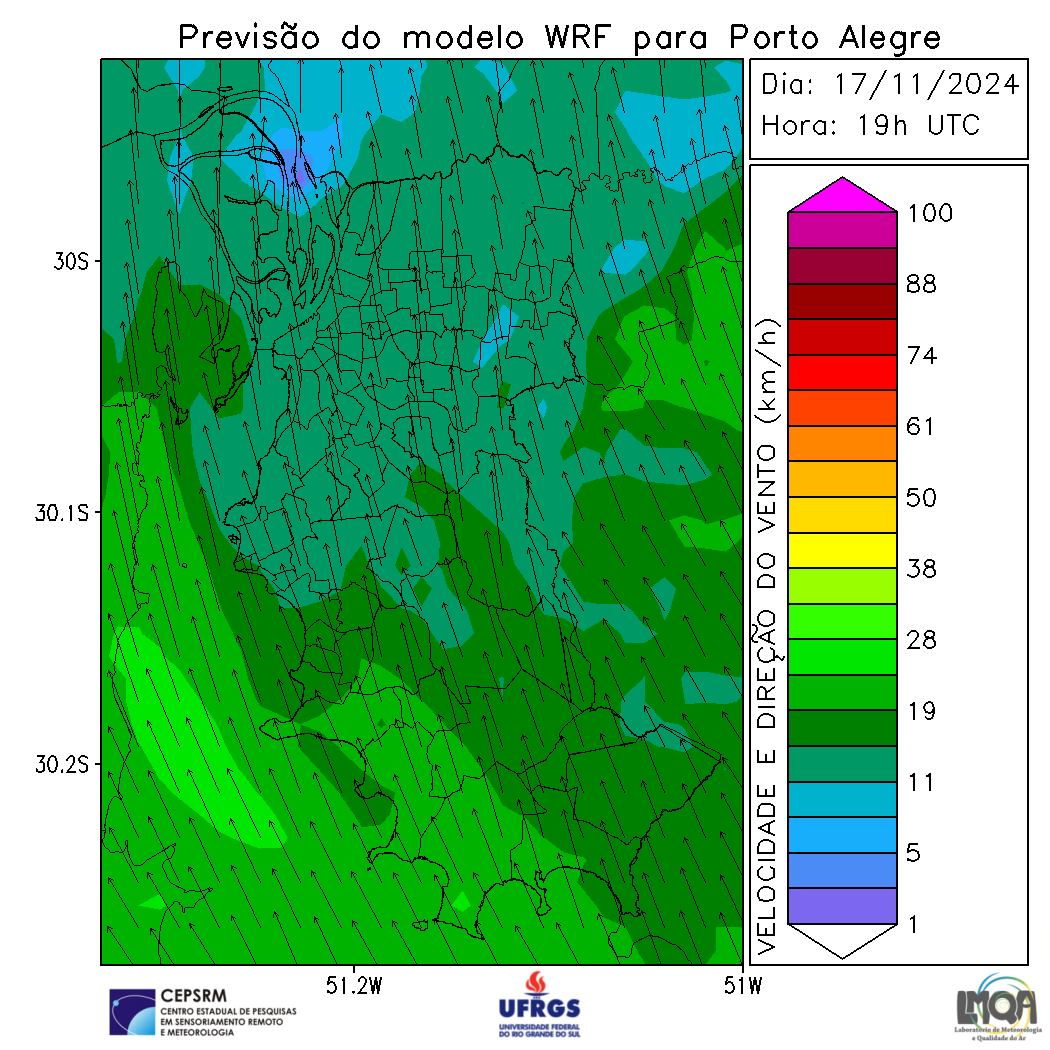 Previsão do modelo WRF para Porto Alegre
Dia: 17/11/2024
Hora: 19h UTC
30S
30.1S
30.2S
51.2W
51W
VELOCIDADE E DIREÇÃO DO VENTO (km/h)
100
88
74
61
50
38
28
19
11
5
1
CEPSRM
CENTRO ESTADUAL DE PESQUISAS
EM SENSORIAMENTO REMOTO
E METEOROLOGIA
UFRGS
UNIVERSIDADE FEDERAL
DO RIO GRANDE DO SUL
LMQA
Laboratório de Meteorologia
e Qualidade do Ar